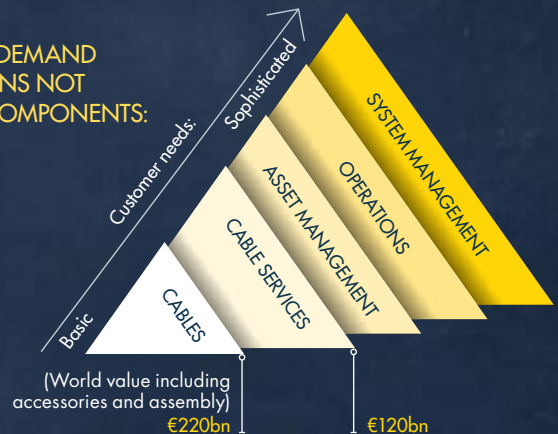 DEMAND
NS NOT
OMPONENTS:
Customer needs:
Basic
Sophisticated
CABLES
CABLE SERVICES
ASSET MANAGEMENT
OPERATIONS
SYSTEM MANAGEMENT
(World value including
accessories and assembly)
€220bn
€120bn